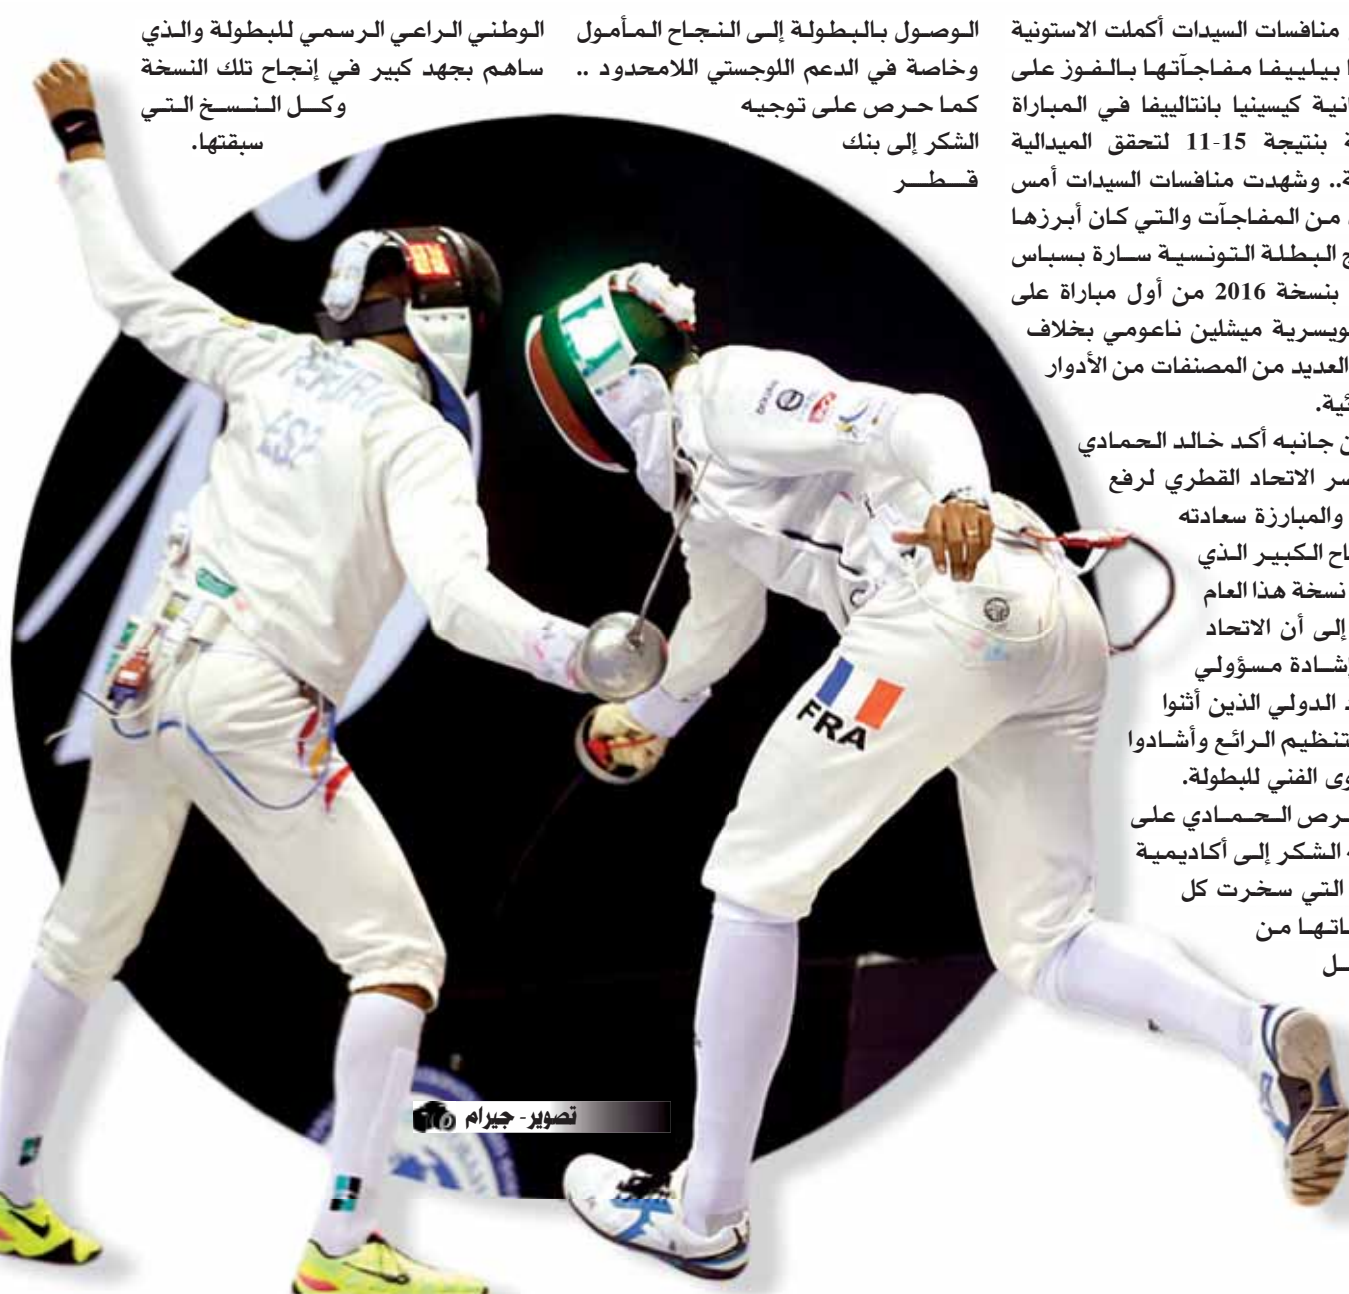 منافسات السيدات أكملت الاستونية
بيلييفا مفاجآتها بالفوز على
كيسينيا بانتالييفا في المباراة
بنتيجة 15-11 لتحقق الميدالية
وشهدت منافسات السيدات أمس
من المفاجآت والتي كان أبرزها
البطلة التونسية سارة بسباس
بنسخة 2016 من أول مباراة على
ميشلين ناعومي بخلاف
العديد من المصنفات من الأدوار
جانبه أكد خالد الحمادي
الاتحاد القطري لرفع
والمبارزة سعادته
الكبير الذي
نسخة هذا العام
إلى أن الاتحاد
مسؤولي
الدولي الذين أثنوا
الرائع وأشادوا
الفني للبطولة.
الحمادي على
الشكر إلى أكاديمية
التي سخرت كل
من
الوصول بالبطولة إلى النجاح المأمول
وخاصة في الدعم اللوجستي اللامحدود ..
كما حرص على توجيه
الشكر إلى بنك
قطر
الوطني الراعي الرسمي للبطولة والذي
ساهم بجهد كبير في إنجاح تلك النسخة
وكل النسخ التي
سبقتها.
FRA
تصوير- جيرام